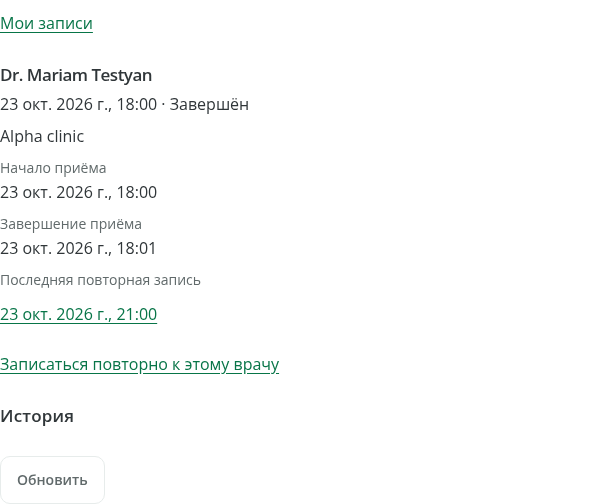 Мои записи
Dr. Mariam Testyan
23 окт. 2026 г., 18:00 · Завершён
Alpha clinic
Начало приёма
23 окт. 2026 г., 18:00
Завершение приёма
23 окт. 2026 г., 18:01
Последняя повторная запись
23 окт. 2026 г., 21:00
Записаться повторно к этому врачу
История
Обновить